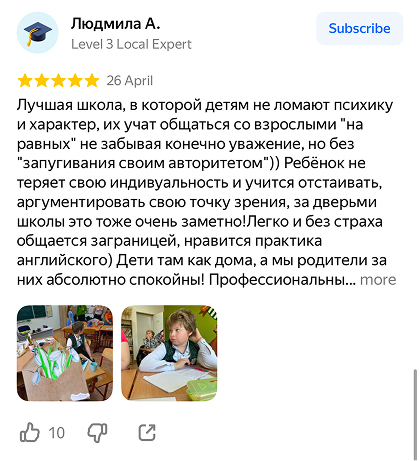 Людмила А.
Level 3 Local Expert
Subscribe
26 April
Лучшая школа, в которой детям не ломают психику
и характер, их учат общаться со взрослыми "на
равных" не забывая конечно уважение, но без
"запугивания своим авторитетом")) Ребёнок не
теряет свою индивуальность и учится отстаивать,
аргументировать свою точку зрения, за дверьми
школы это тоже очень заметно!Легко и без страха
общается заграницей, нравится практика
английского) Дети там как дома, а мы родители за
них абсолютно спокойны! Профессиональны... more
10